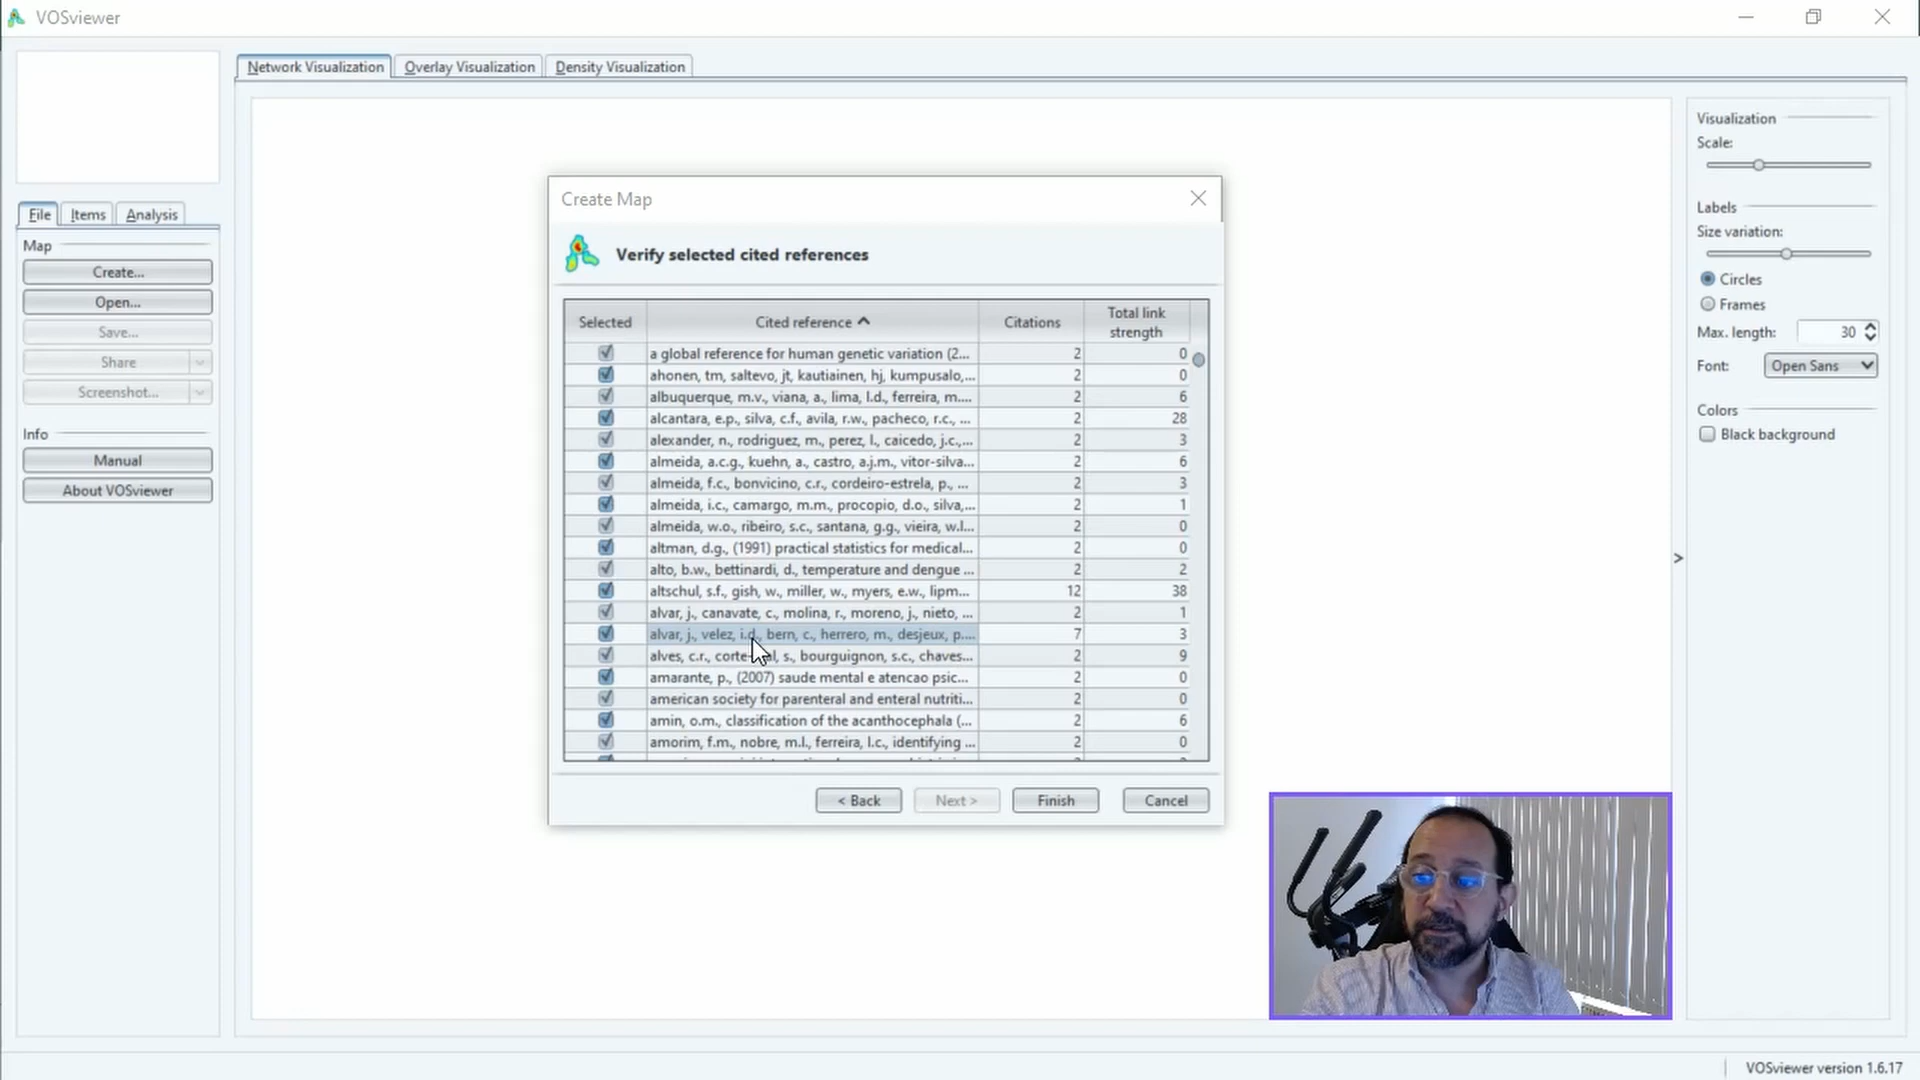 VOSviewer
Network Visualization
Overlay Visualization
Density Visualization
File
Items
Analysis
Map
Create...
Open...
Save...
Share
Screenshot...
Info
Manual
About VOSviewer
Create Map
Verify selected cited references
Selected Cited reference Citations Total link strength
a global reference for human genetic variation (2... 2 0
ahonen, tm, saltevo, jt, kautiainen, hj, kumpusalo,... 2 0
albuquerque, m.v., viana, a., lima, l.d., ferreira, m.... 2 6
alcantara, e.p., silva, c.f., avila, r.w., pacheco, r.c., ... 2 28
alexander, n., rodriguez, m., perez, l., caicedo, j.c.,... 2 3
almeida, a.c.g., kuehn, a., castro, a.j.m., vitor-silva... 2 6
almeida, f.c., bonvicino, c.r., cordeiro-estrela, p., ... 2 3
almeida, i.c., camargo, m.m., procopio, d.o., silva,... 2 1
almeida, w.o., ribeiro, s.c., santana, g.g., vieira, w.l... 2 0
altman, d.g., (1991) practical statistics for medical... 2 0
alto, b.w., bettinardi, d., temperature and dengue ... 2 2
altschul, s.f., gish, w., miller, w., myers, e.w., lipm... 12 38
alvar, j., canavate, c., molina, r., moreno, j., nieto, ... 2 1
alvar, j., velez, i.d., bern, c., herrero, m., desjeux, p.... 7 3
alves, c.r., s., bourguignon, s.c., chaves... 2 9
amarante, p., (2007) saude mental e atencao psic... 2 0
american society for parenteral and enteral nutriti... 2 0
amin, o.m., classification of the acanthocephala (... 2 6
amorim, f.m., nobre, m.l., ferreira, l.c., identifying ... 2 0
< Back
Next >
Finish
Cancel
Visualization
Scale:
Labels
Size variation:
Circles
Frames
Max. length: 30
Font: Open Sans
Colors
Black background
>
VOSviewer version 1.6.17